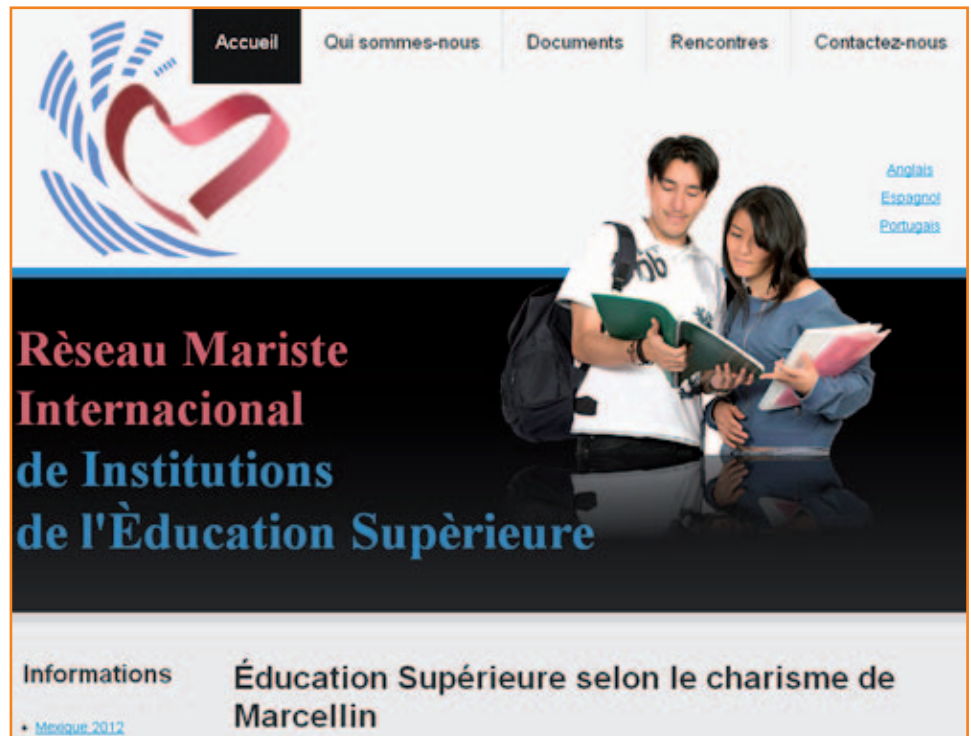 Accueil
Qui sommes-nous
Documents
Rencontres
Contactez-nous
Anglais
Espagnol
Portugais
Rèseau Mariste
Internacional
de Institutions
de l'Èducation Supèrieure
Informations
• Mexique 2012
Éducation Supérieure selon le charisme de
Marcellin